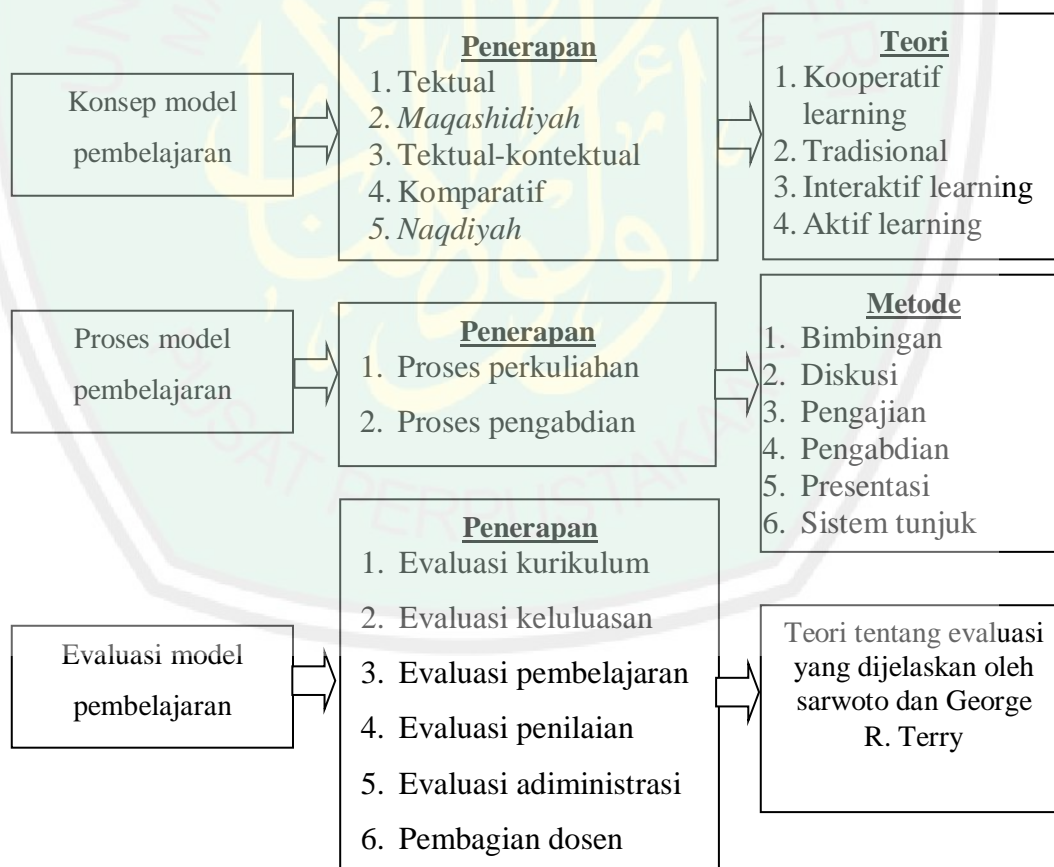 Konsep model
pembelajaran
Penerapan
1. Tektual
2. Maqashidiyah
3. Tektual-kontektual
4. Komparatif
5. Naqdiyah
Teori
1. Kooperatif
learning
2. Tradisional
3. Interaktif learning
4. Aktif learning
Proses model
pembelajaran
Penerapan
1. Proses perkuliahan
2. Proses pengabdian
Metode
1. Bimbingan
2. Diskusi
3. Pengajian
4. Pengabdian
5. Presentasi
6. Sistem tunjuk
Evaluasi model
pembelajaran
Penerapan
1. Evaluasi kurikulum
2. Evaluasi keluluasan
3. Evaluasi pembelajaran
4. Evaluasi penilaian
5. Evaluasi adiministrasi
6. Pembagian dosen
Teori tentang evaluasi
yang dijelaskan oleh
sarwoto dan George
R. Terry
PUSAT PERPUSTAKAAN